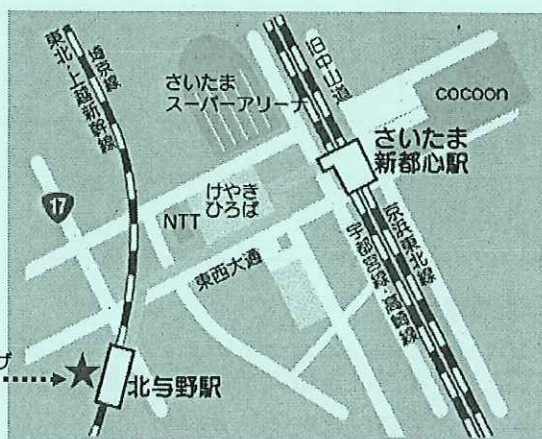 埼京線
東北・上越新幹線
さいたま
スーパーアリーナ
旧中山道
cocoon
さいたま
新都心駅
17
NTT
けやき
ひろば
東西大通
京浜東北線
宇都宮線・高崎線
プ
北与野駅